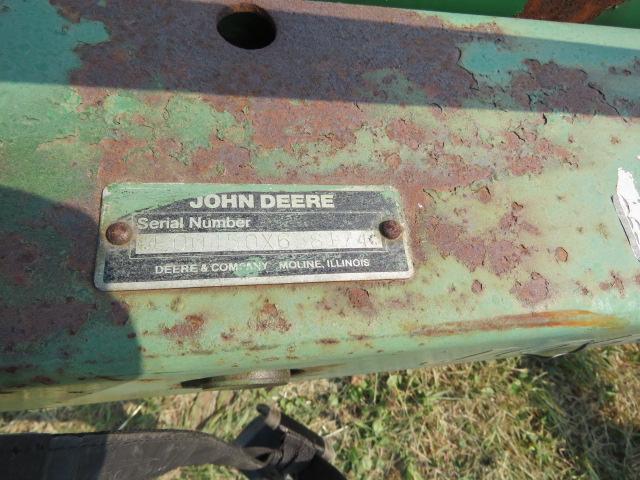 JOHN DEERE
Serial Number
DEERE & COMPANY MOLINE, ILLINOIS